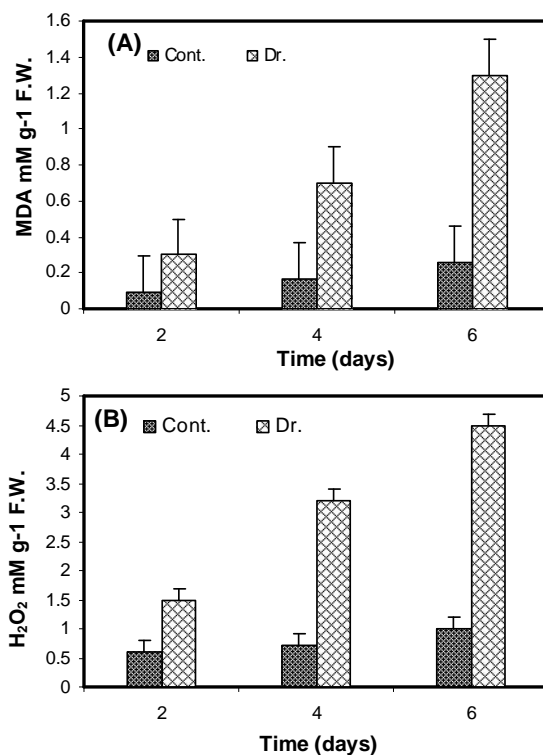 (A)
Cont. Dr.
MDA mM g-1 F.W.
1.6
1.4
1.2
1
0.8
0.6
0.4
0.2
0
2 4 6
Time (days)
(B)
Cont. Dr.
H₂O₂ mM g-1 F.W.
5
4.5
4
3.5
3
2.5
2
1.5
1
0.5
0
2 4 6
Time (days)